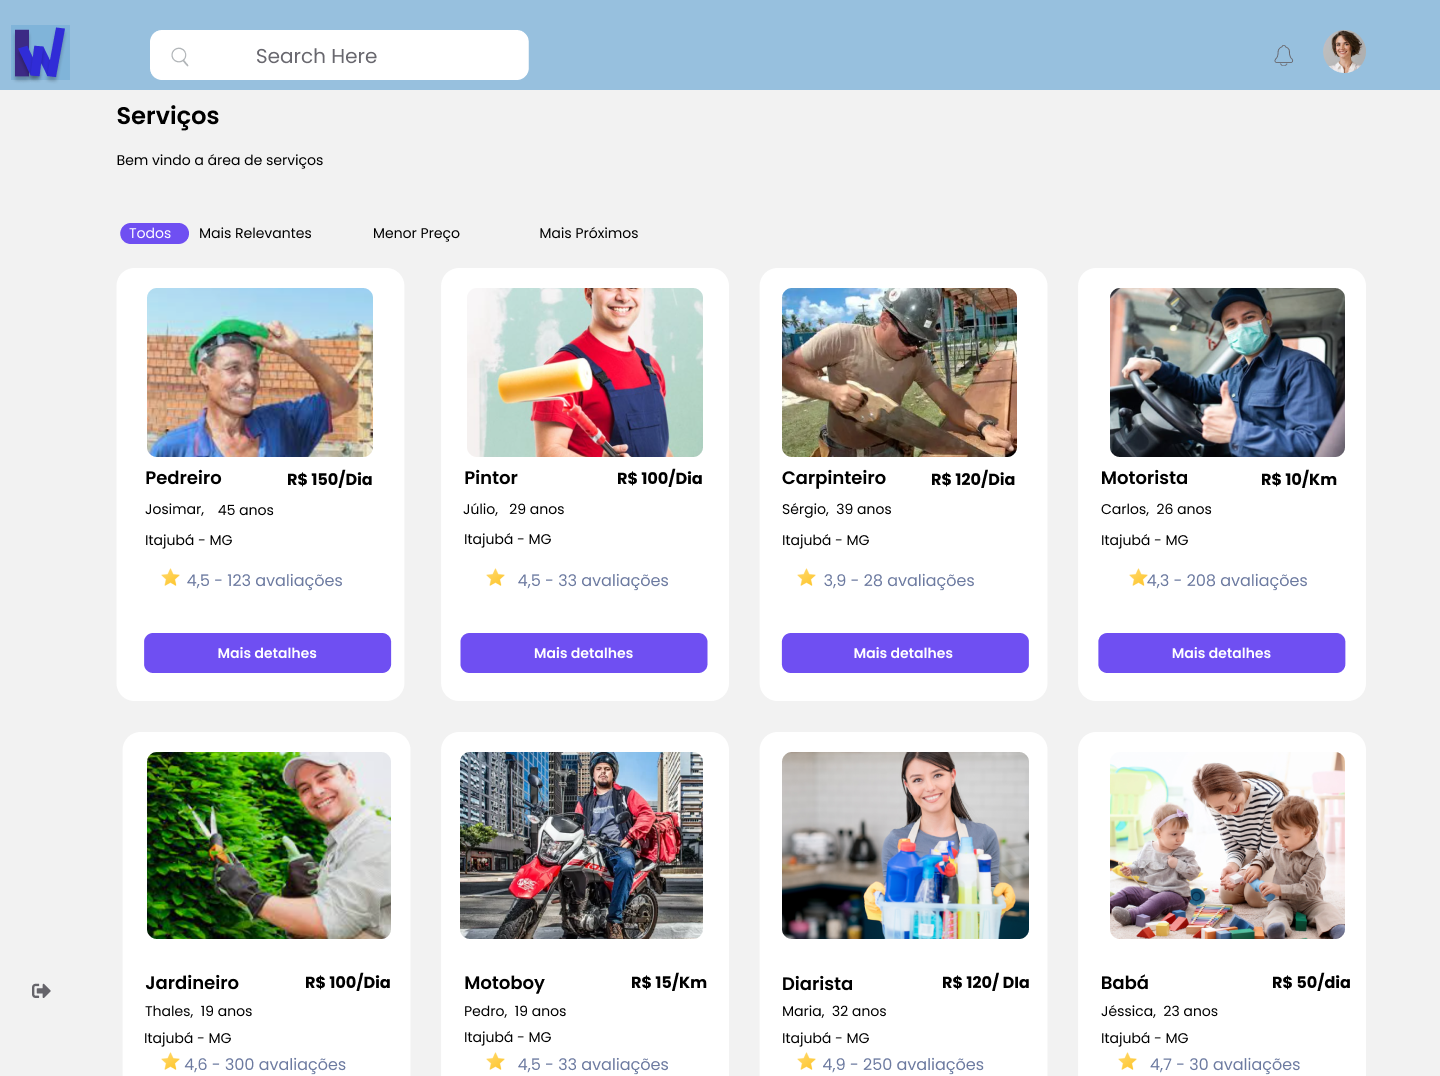 W
Search Here
Serviços
Bem vindo a área de serviços
Todos Mais Relevantes Menor Preço Mais Próximos
Pedreiro R$ 150/Dia
Josimar, 45 anos
Itajubá - MG
4,5 - 123 avaliações
Mais detalhes
Pintor R$ 100/Dia
Júlio, 29 anos
Itajubá - MG
4,5 - 33 avaliações
Mais detalhes
Carpinteiro R$ 120/Dia
Sérgio, 39 anos
Itajubá - MG
3,9 - 28 avaliações
Mais detalhes
Motorista R$ 10/Km
Carlos, 26 anos
Itajubá - MG
4,3 - 208 avaliações
Mais detalhes
Jardineiro R$ 100/Dia
Thales, 19 anos
Itajubá - MG
4,6 - 300 avaliações
Motoboy R$ 15/Km
Pedro, 19 anos
Itajubá - MG
4,5 - 33 avaliações
Diarista R$ 120/ DIa
Maria, 32 anos
Itajubá - MG
4,9 - 250 avaliações
Babá R$ 50/dia
Jéssica, 23 anos
Itajubá - MG
4,7 - 30 avaliações